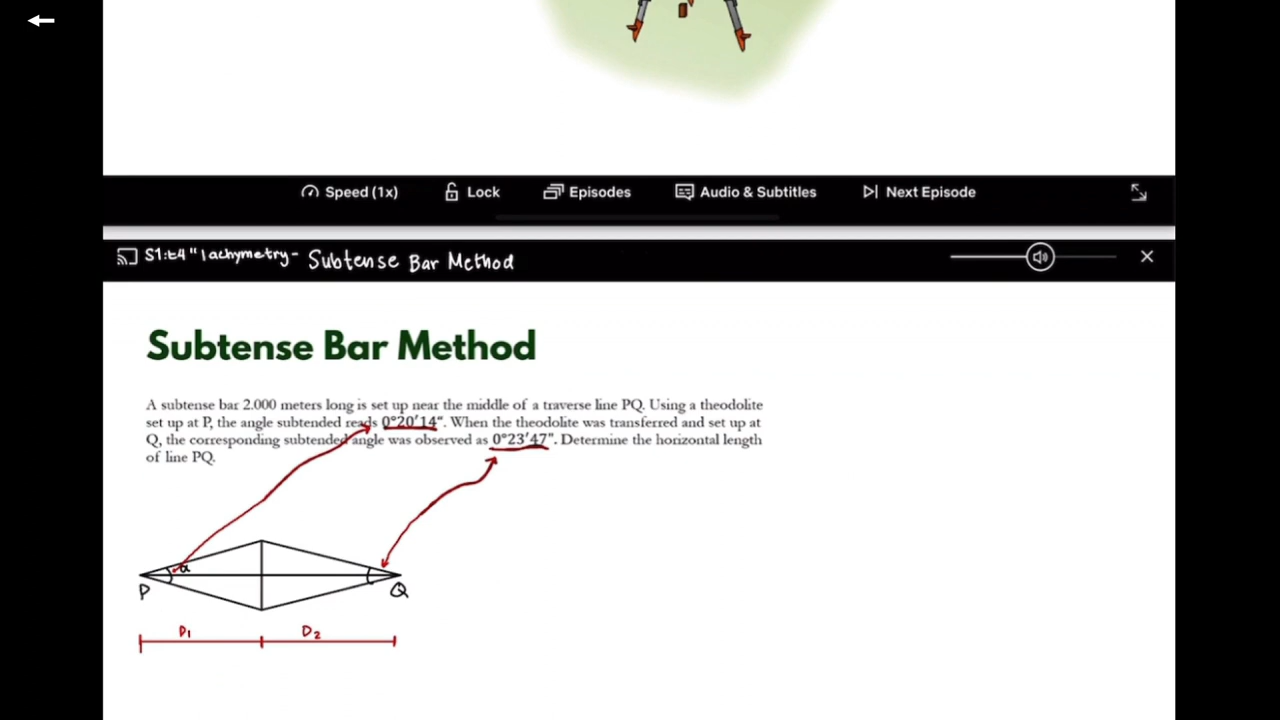 Speed (1x) Lock Episodes Audio & Subtitles Next Episode
S1:E4 "Tachymetry - Subtense Bar Method
Subtense Bar Method
A subtense bar 2.000 meters long is set up near the middle of a traverse line PQ. Using a theodolite
set up at P, the angle subtended reads 0°20'14". When the theodolite was transferred and set up at
Q, the corresponding subtended angle was observed as 0°23'47". Determine the horizontal length
of line PQ.
α
P Q
D1 D2